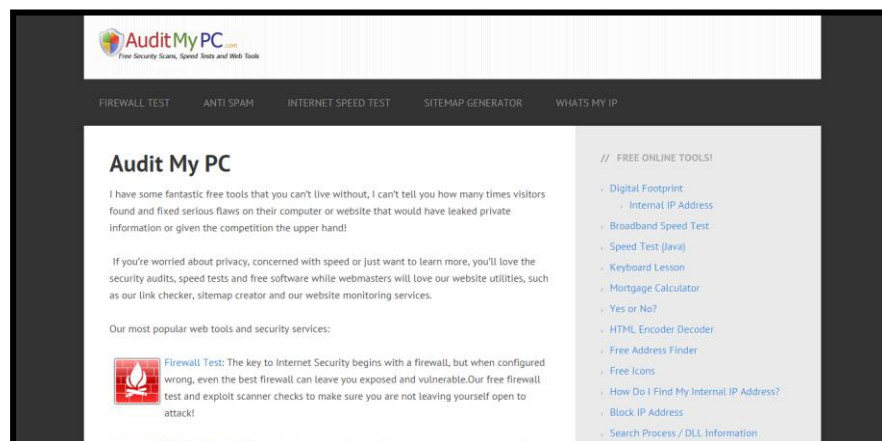 AuditMyPC.com
Free Security Scans, Speed Tests and Web Tools
FIREWALL TEST ANTI SPAM INTERNET SPEED TEST SITEMAP GENERATOR WHATS MY IP
Audit My PC
I have some fantastic free tools that you can't live without, I can't tell you how many times visitors
found and fixed serious flaws on their computer or website that would have leaked private
information or given the competition the upper hand!
If you're worried about privacy, concerned with speed or just want to learn more, you'll love the
security audits, speed tests and free software while webmasters will love our website utilities, such
as our link checker, sitemap creator and our website monitoring services.
Our most popular web tools and security services:
Firewall Test: The key to Internet Security begins with a firewall, but when configured
wrong, even the best firewall can leave you exposed and vulnerable.Our free firewall
test and exploit scanner checks to make sure you are not leaving yourself open to
attack!
// FREE ONLINE TOOLS!
Digital Footprint
Internal IP Address
Broadband Speed Test
Speed Test (Java)
Keyboard Lesson
Mortgage Calculator
Yes or No?
HTML Encoder Decoder
Free Address Finder
Free Icons
How Do I Find My Internal IP Address?
Block IP Address
Search Process / DLL Information